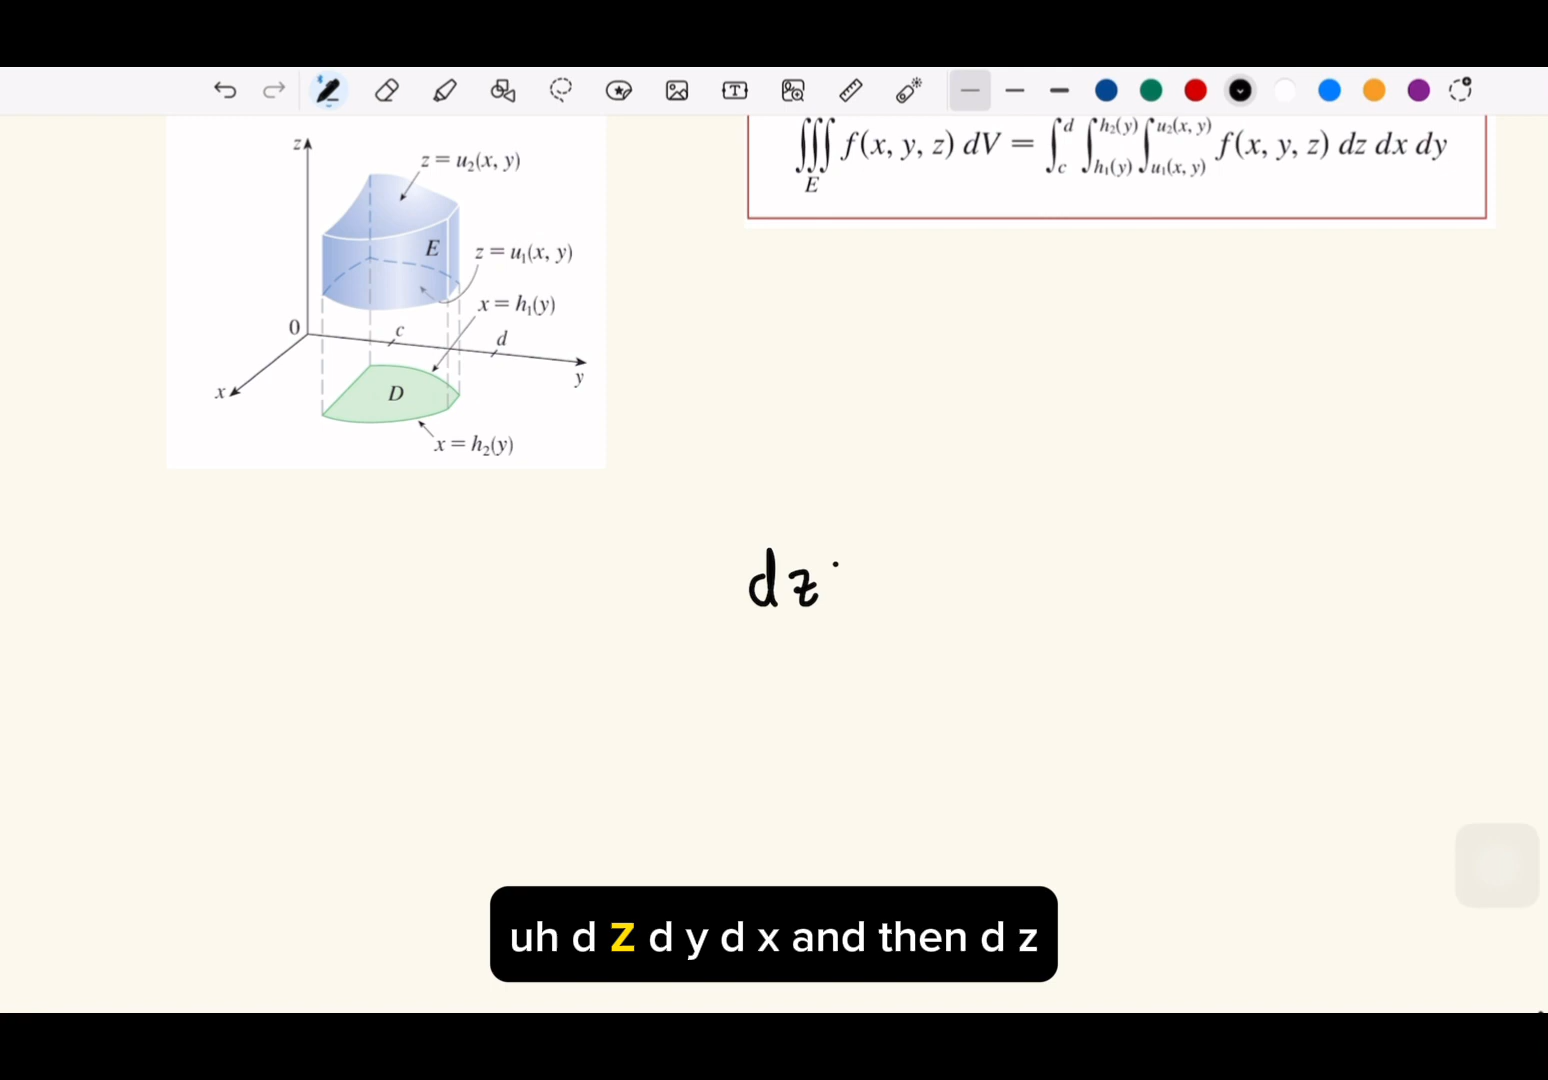 ∭_E f(x, y, z) dV = ∫_c^d ∫_{h₁(y)}^{h₂(y)} ∫_{u₁(x, y)}^{u₂(x, y)} f(x, y, z) dz dx dy
z
z = u₂(x, y)
E
z = u₁(x, y)
x = h₁(y)
0
c
d
x
y
D
x = h₂(y)
dz
uh d z d y d x and then d z